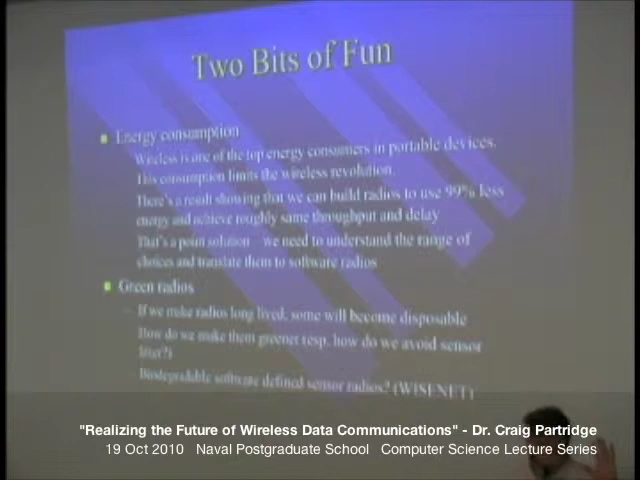 Two Bits of Fun
Energy consumption
Wireless is one of the top energy consumers in portable devices.
This consumption limits the wireless revolution.
There's a result showing that we can build radios to use 99% less
energy and achieve roughly same throughput and delay
That's a point solution – we need to understand the range of
choices and translate them to software radios
Green radios
– If we make radios long lived, some will become disposable
How do we make them greener (esp. how do we avoid sensor
litter?)
Biodegradable software defined sensor radios? (WISENET)
"Realizing the Future of Wireless Data Communications" - Dr. Craig Partridge
19 Oct 2010 Naval Postgraduate School Computer Science Lecture Series